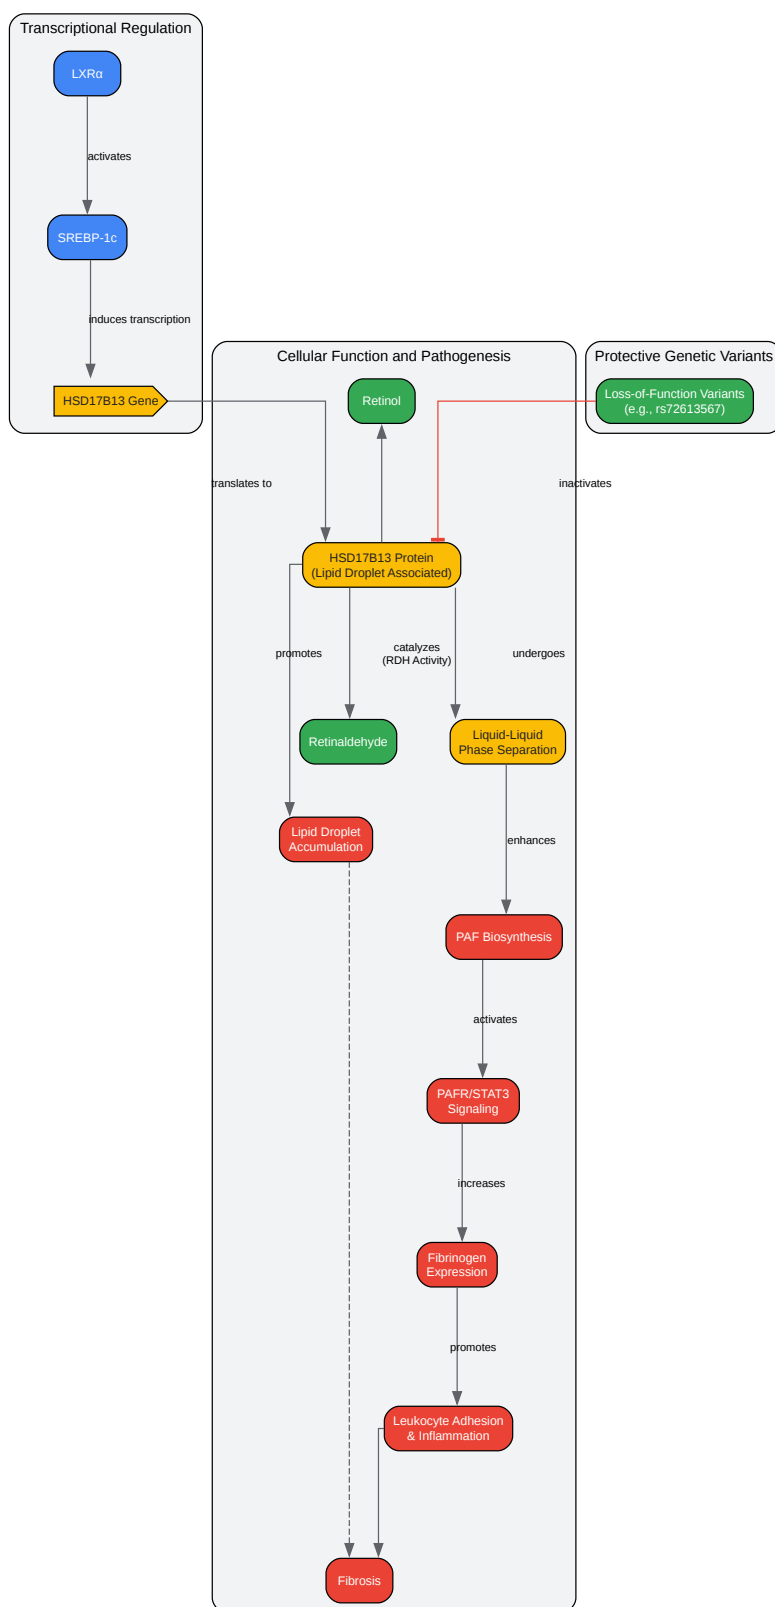 Transcriptional Regulation
LXRα
activates
SREBP-1c
induces transcription
HSD17B13 Gene
Cellular Function and Pathogenesis
Protective Genetic Variants
Retinol
Loss-of-Function Variants
(e.g., rs72613567)
translates to
inactivates
HSD17B13 Protein
(Lipid Droplet Associated)
promotes
catalyzes
(RDH Activity)
undergoes
Retinaldehyde
Liquid-Liquid
Phase Separation
Lipid Droplet
Accumulation
enhances
PAF Biosynthesis
activates
PAFR/STAT3
Signaling
increases
Fibrinogen
Expression
promotes
Leukocyte Adhesion
& Inflammation
Fibrosis